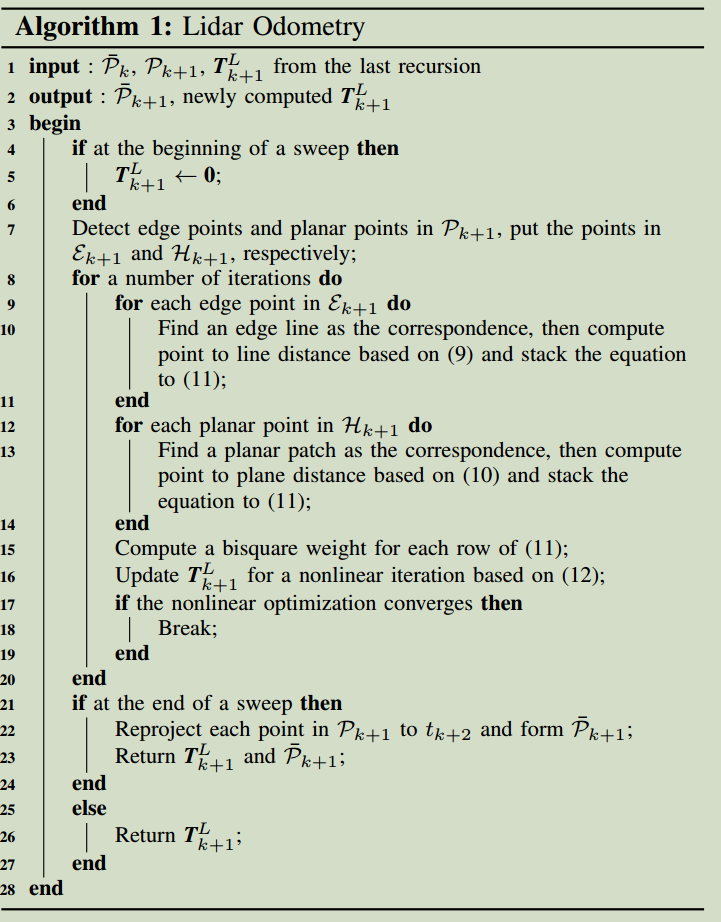 Algorithm 1: Lidar Odometry
1 input : $\bar{\mathcal{P}}_k$, $\mathcal{P}_{k+1}$, $\boldsymbol{T}^L_{k+1}$ from the last recursion
2 output : $\bar{\mathcal{P}}_{k+1}$, newly computed $\boldsymbol{T}^L_{k+1}$
3 begin
4 if at the beginning of a sweep then
5 $\boldsymbol{T}^L_{k+1} \leftarrow \mathbf{0}$;
6 end
7 Detect edge points and planar points in $\mathcal{P}_{k+1}$, put the points in
$\mathcal{E}_{k+1}$ and $\mathcal{H}_{k+1}$, respectively;
8 for a number of iterations do
9 for each edge point in $\mathcal{E}_{k+1}$ do
10 Find an edge line as the correspondence, then compute
point to line distance based on (9) and stack the equation
to (11);
11 end
12 for each planar point in $\mathcal{H}_{k+1}$ do
13 Find a planar patch as the correspondence, then compute
point to plane distance based on (10) and stack the
equation to (11);
14 end
15 Compute a bisquare weight for each row of (11);
16 Update $\boldsymbol{T}^L_{k+1}$ for a nonlinear iteration based on (12);
17 if the nonlinear optimization converges then
18 Break;
19 end
20 end
21 if at the end of a sweep then
22 Reproject each point in $\mathcal{P}_{k+1}$ to $t_{k+2}$ and form $\bar{\mathcal{P}}_{k+1}$;
23 Return $\boldsymbol{T}^L_{k+1}$ and $\bar{\mathcal{P}}_{k+1}$;
24 end
25 else
26 Return $\boldsymbol{T}^L_{k+1}$;
27 end
28 end